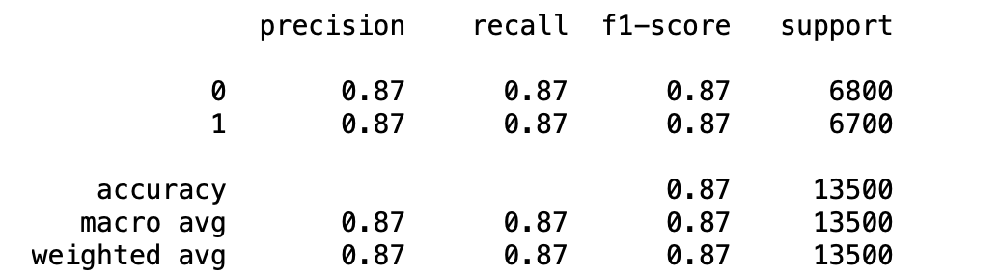 precision recall f1-score support
0 0.87 0.87 0.87 6800
1 0.87 0.87 0.87 6700
accuracy 0.87 13500
macro avg 0.87 0.87 0.87 13500
weighted avg 0.87 0.87 0.87 13500